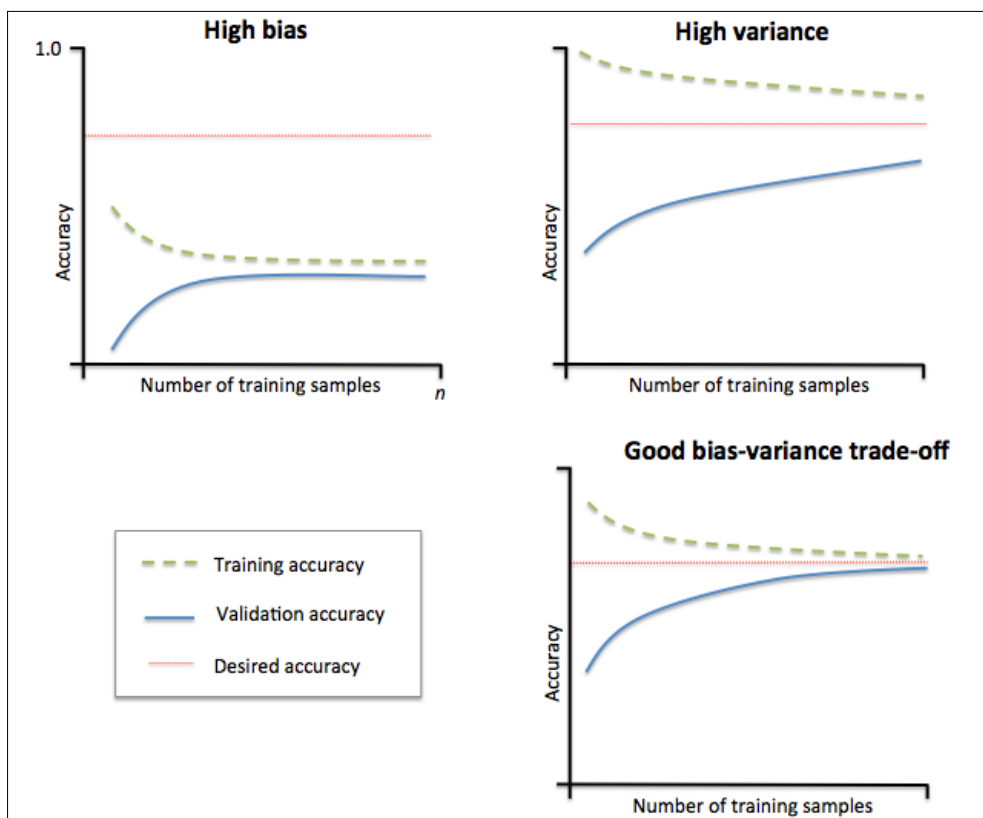 High bias
1.0
Accuracy
Number of training samples
n
High variance
Accuracy
Number of training samples
Training accuracy
Validation accuracy
Desired accuracy
Good bias-variance trade-off
Accuracy
Number of training samples